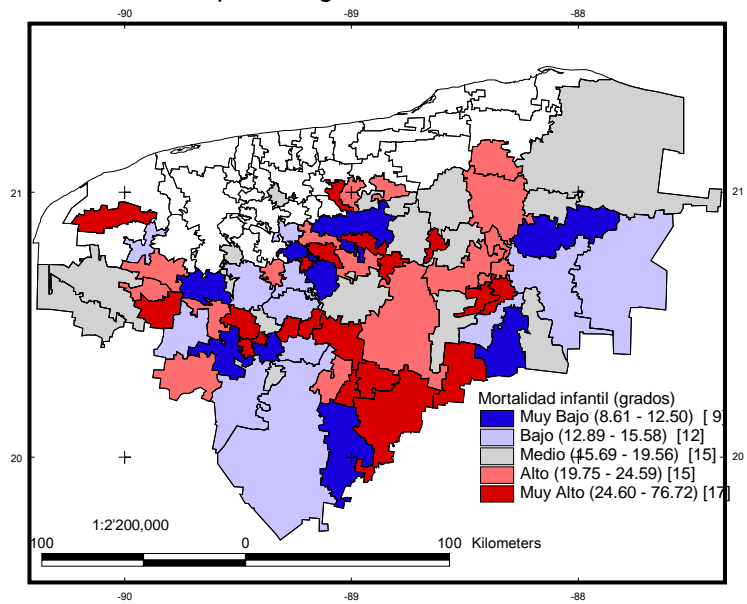 -90 -89 -88
21 21
Mortalidad infantil (grados)
Muy Bajo (8.61 - 12.50) [ 9]
Bajo (12.89 - 15.58) [12]
Medio (15.69 - 19.56) [15]
Alto (19.75 - 24.59) [15]
Muy Alto (24.60 - 76.72) [17]
20 20
1:2'200,000
100 0 100 Kilometers
-90 -89 -88